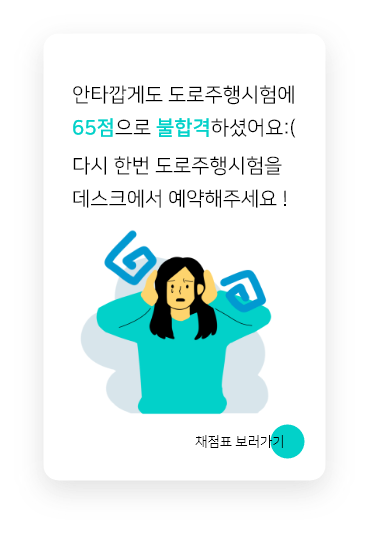 안타깝게도 도로주행시험에
65점으로 불합격하셨어요:(
다시 한번 도로주행시험을
데스크에서 예약해주세요 !
채점표 보러가기